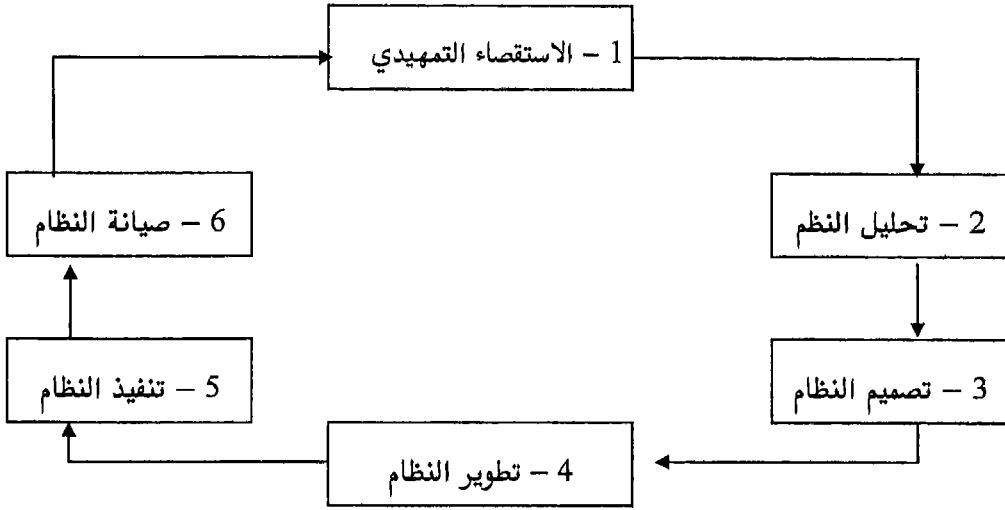 1 – الاستقصاء التمهيدي
2 – تحليل النظم
3 – تصميم النظام
4 – تطوير النظام
5 – تنفيذ النظام
6 – صيانة النظام